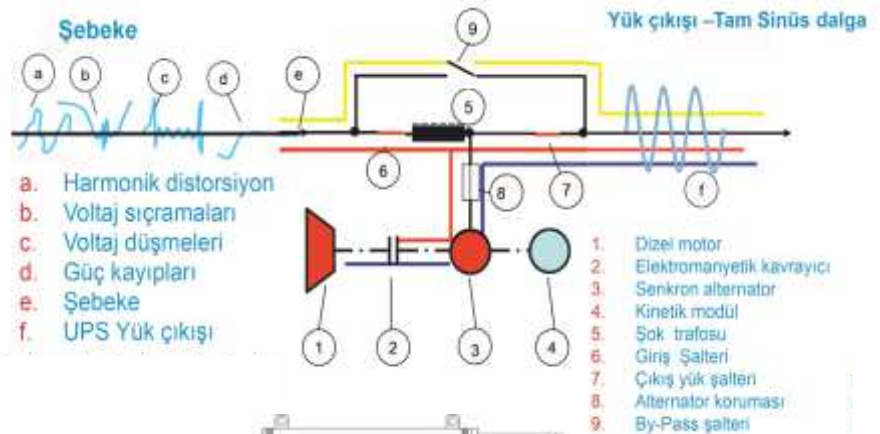 Şebeke
Yük çıkışı –Tam Sinüs dalga
9
a
b
c
d
e
5
6
7
8
f
a. Harmonik distorsiyon
b. Voltaj sıçramaları
c. Voltaj düşmeleri
d. Güç kayıpları
e. Şebeke
f. UPS Yük çıkışı
1
2
3
4
1. Dizel motor
2. Elektromanyetik kavrayıcı
3. Senkron alternatör
4. Kinetik modül
5. Şok trafosu
6. Giriş Şalteri
7. Çıkış yük şalteri
8. Alternatör koruması
9. By-Pass şalteri